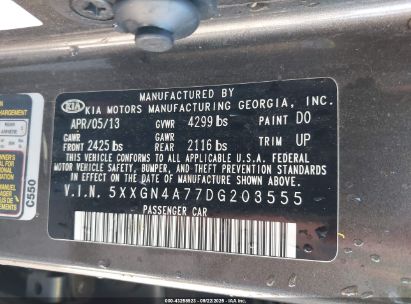 MANUFACTURED BY
KIA KIA MOTORS MANUFACTURING GEORGIA, INC.
APR/05/13 GVWR 4299 lbs PAINT D0
GAWR GAWR
FRONT 2425 lbs REAR 2116 lbs TRIM UP
THIS VEHICLE CONFORMS TO ALL APPLICABLE U.S.A. FEDERAL
MOTOR VEHICLE SAFETY, BUMPER, AND THEFT PREVENTION
STANDARDS IN EFFECT ON THE DATE OF MANUFACTURE SHOWN ABOVE.
V.I.N. 5XXGN4A77DG203555
PASSENGER CAR
C550